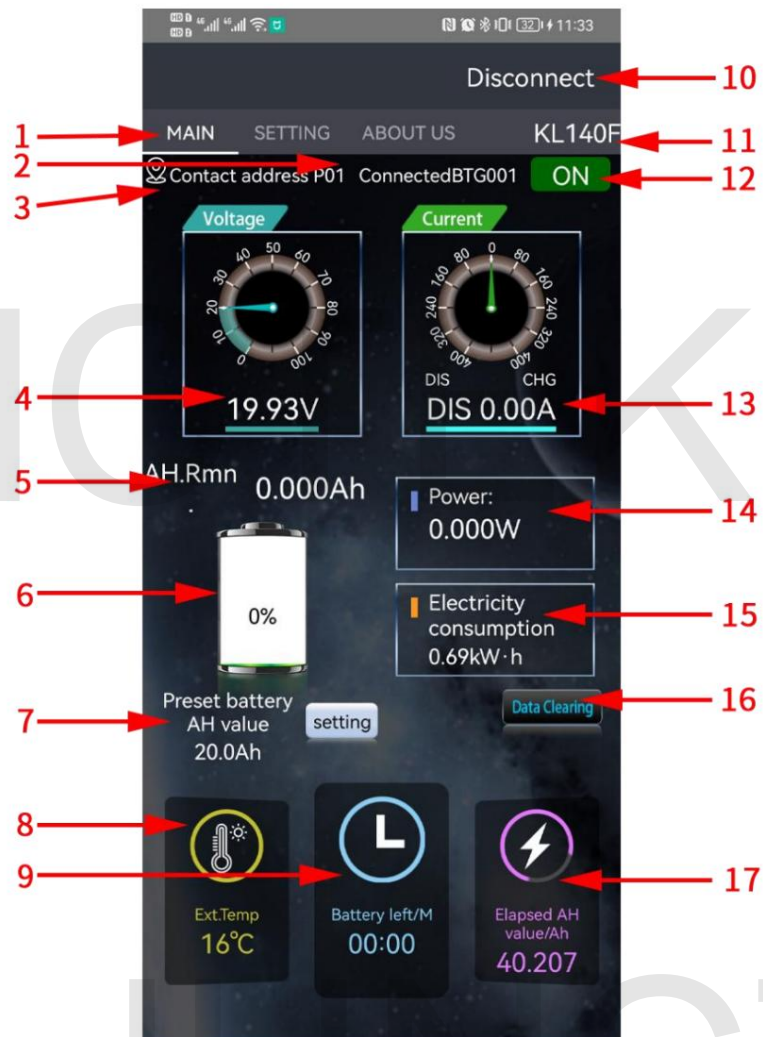 HD B 4G 4G 32 11:33
HD B
Disconnect
10
1
MAIN SETTING ABOUT US KL140F
11
2
Contact address P01 ConnectedBTG001 ON
12
3
Voltage
0 10 20 30 40 50 60 70 80 90 100
4
19.93V
Current
400 320 240 160 80 0 80 160 240 320 400
DIS CHG
DIS 0.00A
13
5
AH.Rmn 0.000Ah
Power:
0.000W
14
6
0%
Electricity
consumption
0.69kW·h
15
7
Preset battery
AH value
20.0Ah
setting
Data Clearing
16
8
9
Ext.Temp
16℃
Battery left/M
00:00
Elapsed AH
value/Ah
40.207
17